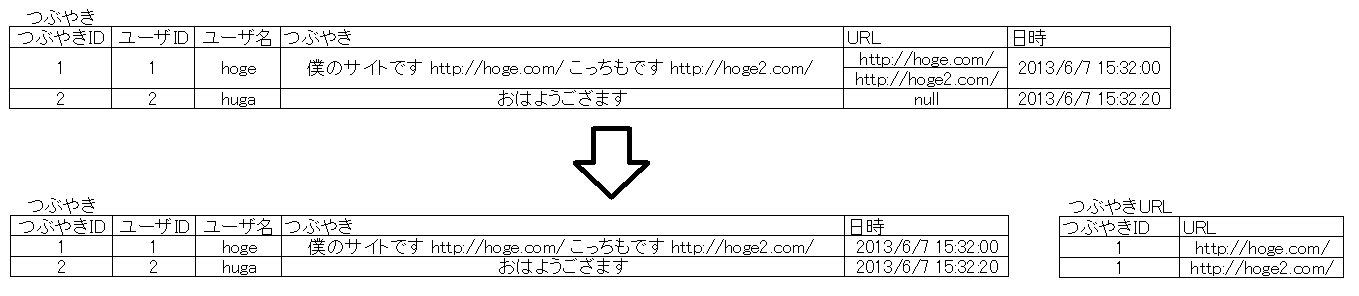 つぶやき
つぶやきID ユーザID ユーザ名 つぶやき URL 日時
1 1 hoge 僕のサイトです http://hoge.com/ こっちもです http://hoge2.com/ http://hoge.com/ 2013/6/7 15:32:00
http://hoge2.com/
2 2 huga おはようござます null 2013/6/7 15:32:20
つぶやき
つぶやきID ユーザID ユーザ名 つぶやき 日時
1 1 hoge 僕のサイトです http://hoge.com/ こっちもです http://hoge2.com/ 2013/6/7 15:32:00
2 2 huga おはようござます 2013/6/7 15:32:20
つぶやきURL
つぶやきID URL
1 http://hoge.com/
1 http://hoge2.com/